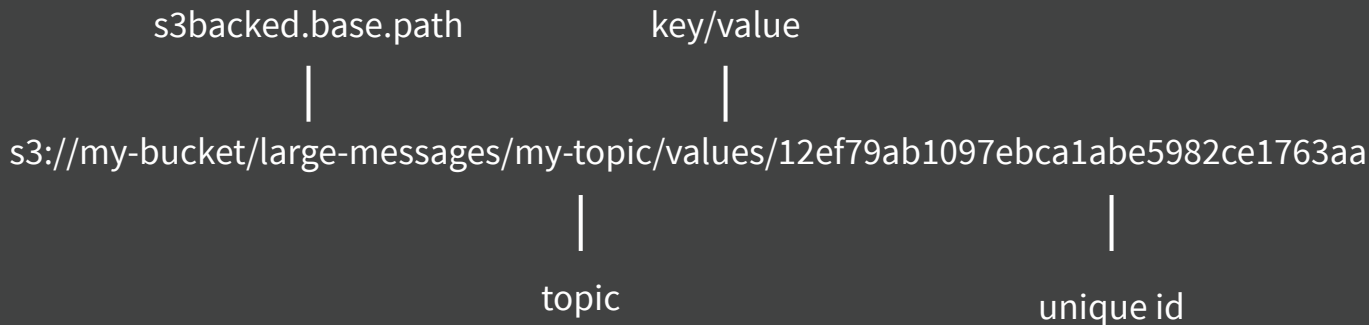 s3backed.base.path key/value
s3://my-bucket/large-messages/my-topic/values/12ef79ab1097ebca1abe5982ce1763aa
topic
unique id